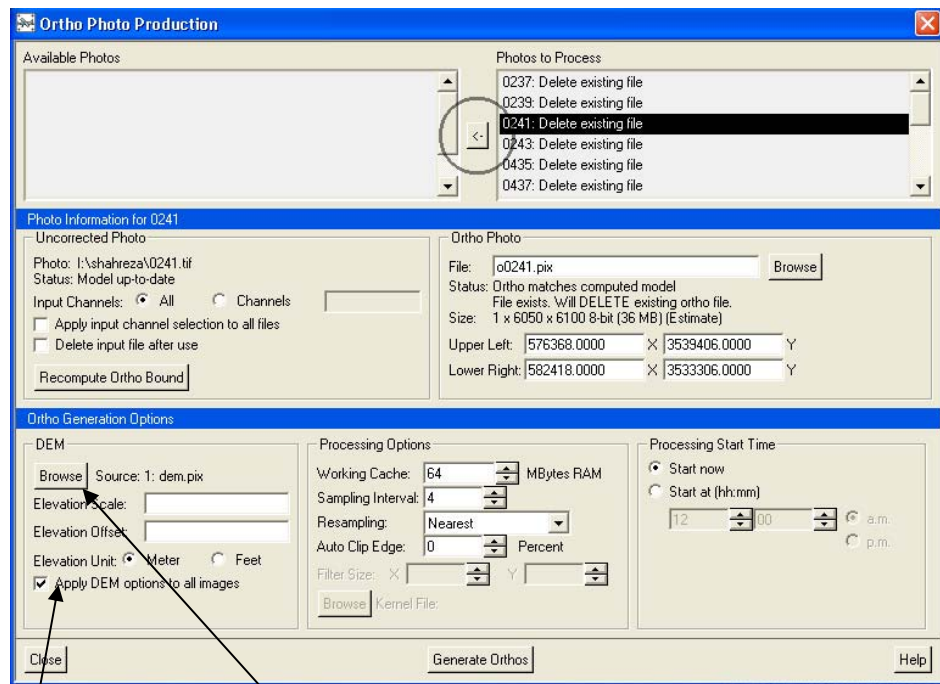 Ortho Photo Production
Available Photos
Photos to Process
0237: Delete existing file
0239: Delete existing file
0241: Delete existing file
<-
0243: Delete existing file
0435: Delete existing file
0437: Delete existing file
Photo Information for 0241
Uncorrected Photo
Photo: I:\shahreza\0241.tif
Status: Model up-to-date
Input Channels: All Channels
Apply input channel selection to all files
Delete input file after use
Recompute Ortho Bound
Ortho Photo
File: o0241.pix Browse
Status: Ortho matches computed model
File exists. Will DELETE existing ortho file.
Size: 1 x 6050 x 6100 8-bit (36 MB) (Estimate)
Upper Left: 576368.0000 X 3539406.0000 Y
Lower Right: 582418.0000 X 3533306.0000 Y
Ortho Generation Options
DEM
Browse Source: 1: dem.pix
Elevation Scale:
Elevation Offset:
Elevation Unit: Meter Feet
Apply DEM options to all images
Processing Options
Working Cache: 64 MBytes RAM
Sampling Interval: 4
Resampling: Nearest
Auto Clip Edge: 0 Percent
Filter Size: X Y
Browse Kernel File:
Processing Start Time
Start now
Start at (hh:mm)
12 :00 a.m.
p.m.
Close
Generate Orthos
Help